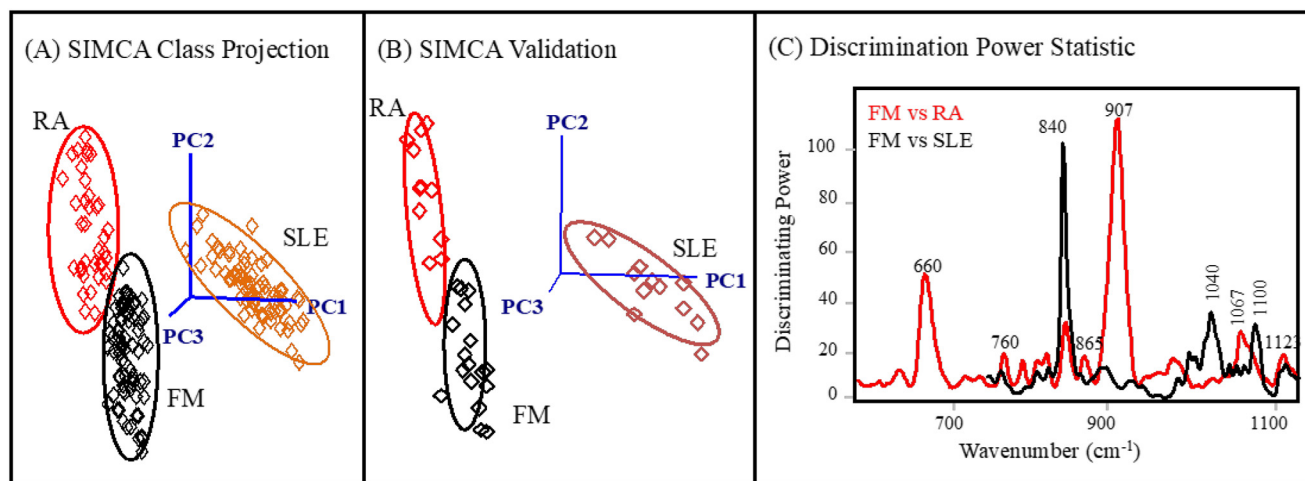 (A) SIMCA Class Projection
RA
PC2
SLE
PC1
PC3
FM
(B) SIMCA Validation
RA
PC2
SLE
PC1
PC3
FM
(C) Discrimination Power Statistic
FM vs RA
FM vs SLE
907
840
660
760
865
1040
1067
1100
1123
100
80
60
40
20
0
Discriminating Power
700
900
1100
Wavenumber (cm⁻¹)